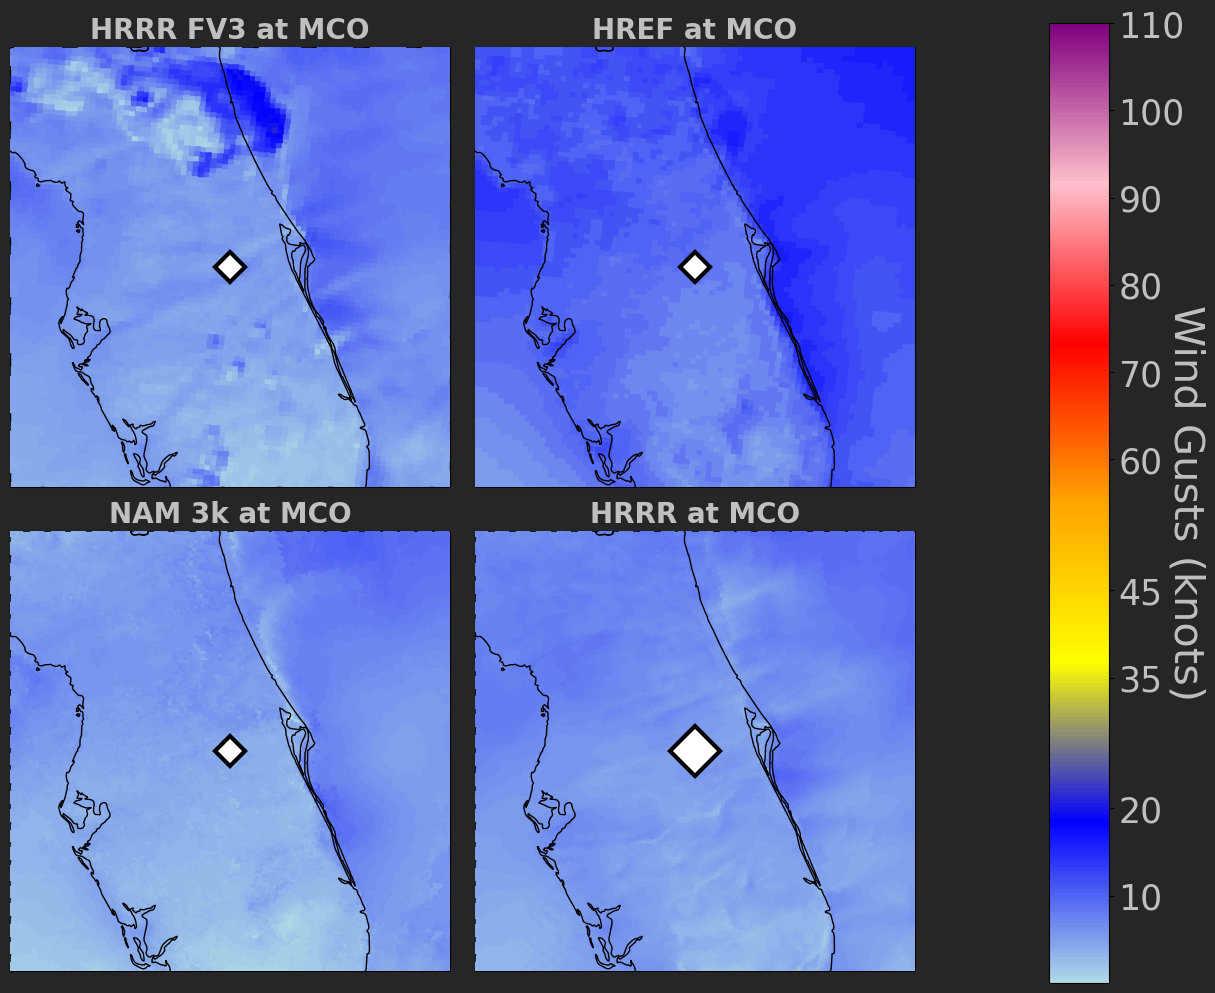 HRRR FV3 at MCO
HREF at MCO
NAM 3k at MCO
HRRR at MCO
110
100
90
80
70
60
45
35
20
10
Wind Gusts (knots)